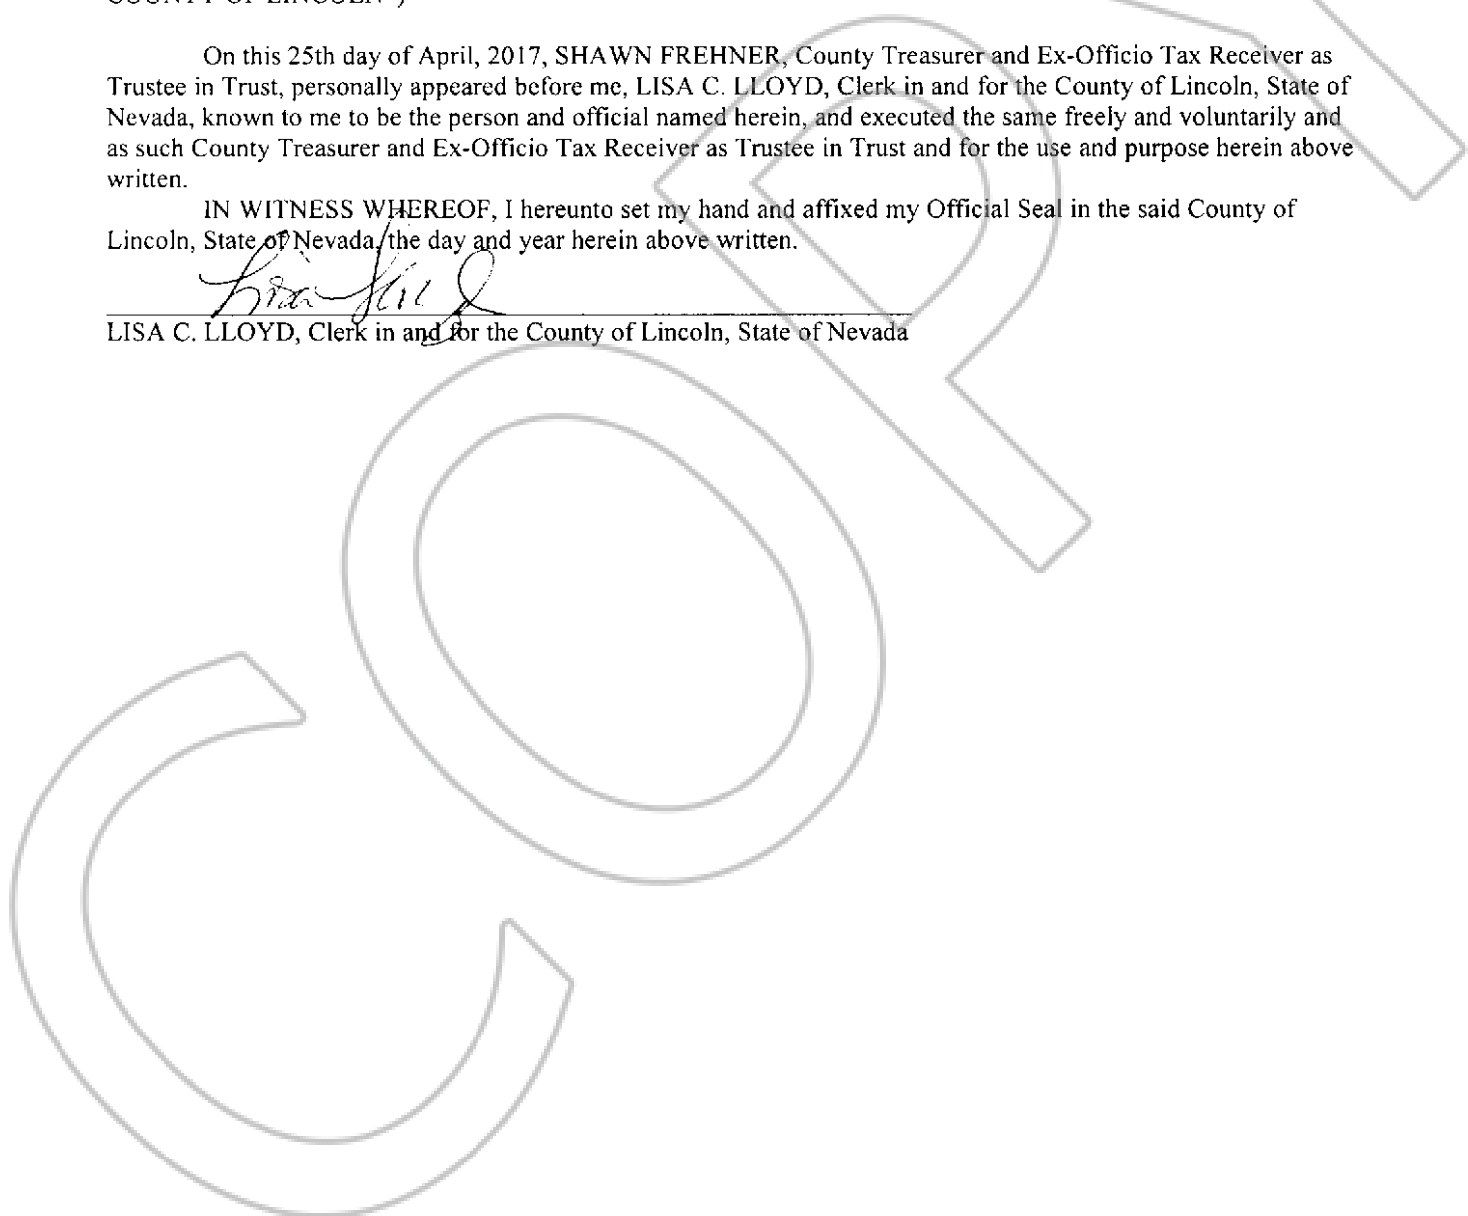 COUNTY OF LINCOLN )
On this 25th day of April, 2017, SHAWN FREHNER, County Treasurer and Ex-Officio Tax Receiver as
Trustee in Trust, personally appeared before me, LISA C. LLOYD, Clerk in and for the County of Lincoln, State of
Nevada, known to me to be the person and official named herein, and executed the same freely and voluntarily and
as such County Treasurer and Ex-Officio Tax Receiver as Trustee in Trust and for the use and purpose herein above
written.
IN WITNESS WHEREOF, I hereunto set my hand and affixed my Official Seal in the said County of
Lincoln, State of Nevada, the day and year herein above written.
LISA C. LLOYD, Clerk in and for the County of Lincoln, State of Nevada
COPY